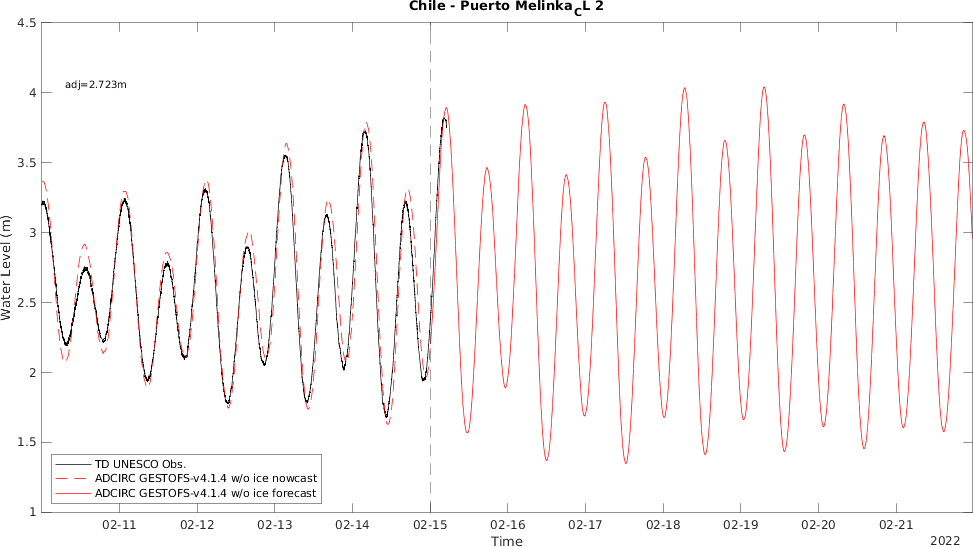 Chile - Puerto Melinka_CL 2
4.5
adj=2.723m
4
3.5
3
2.5
2
1.5
1
Water Level (m)
TD UNESCO Obs.
ADCIRC GESTOFS-v4.1.4 w/o ice nowcast
ADCIRC GESTOFS-v4.1.4 w/o ice forecast
02-11 02-12 02-13 02-14 02-15 02-16 02-17 02-18 02-19 02-20 02-21
Time
2022